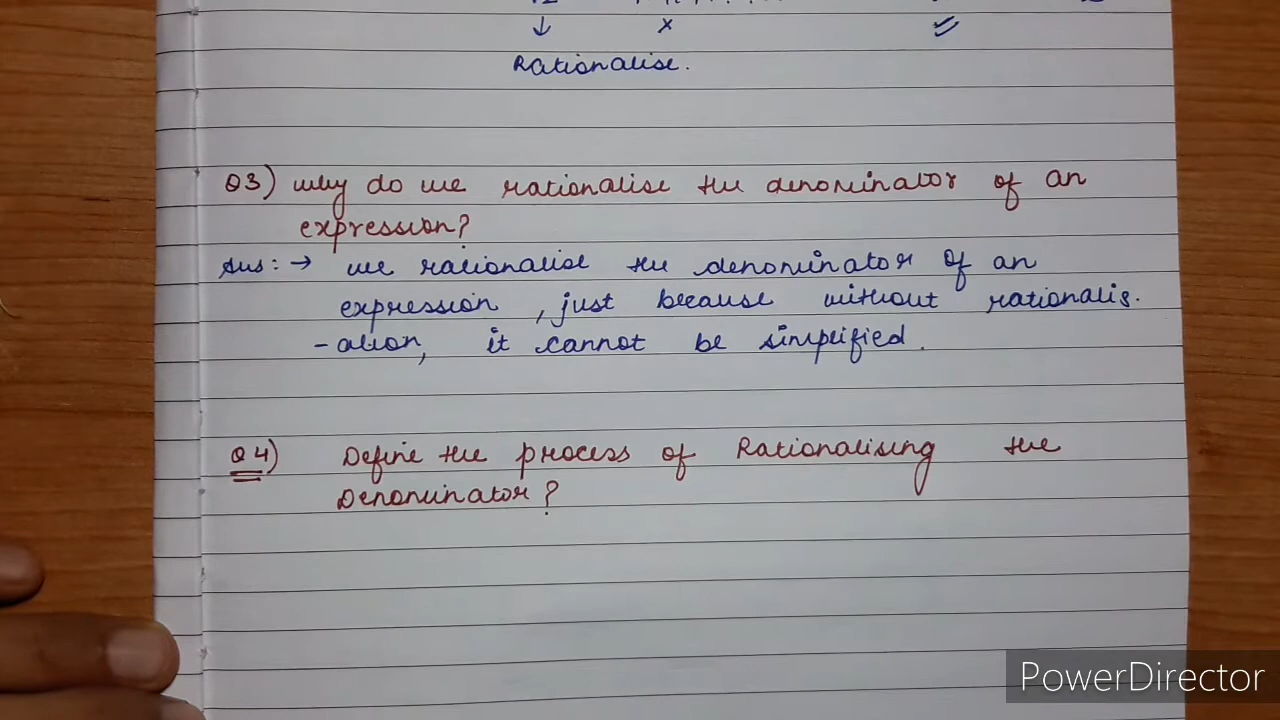 Rationalise.
Q3) why do we rationalise the denominator of an
expression?
Ans: → we rationalise the denominator of an
expression, just because without rationalis.
-ation, it cannot be simplified.
Q4) Define the process of Rationalising the
Denominator?
PowerDirector